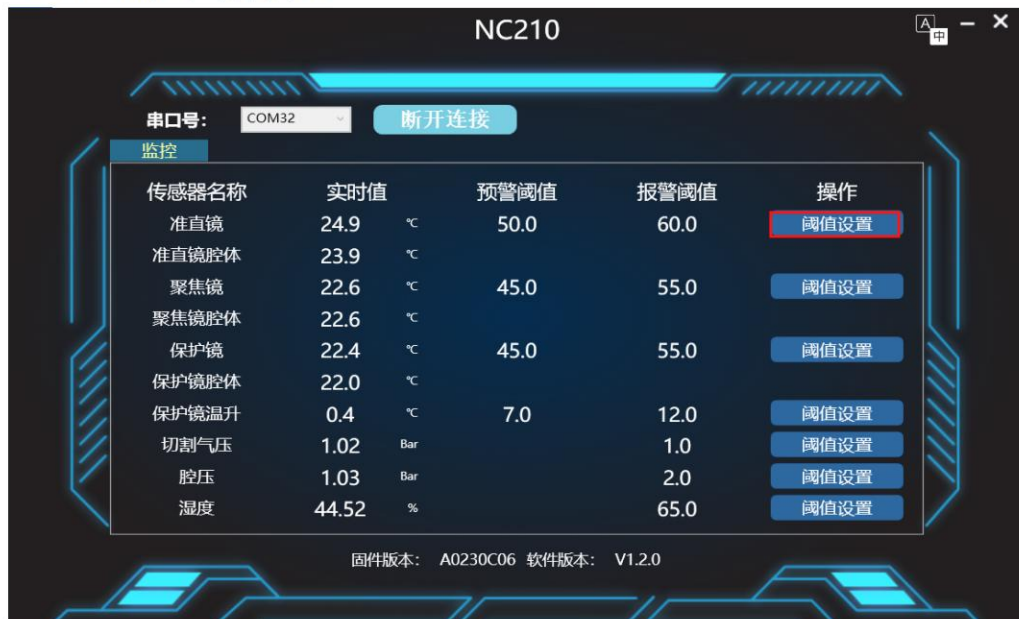 NC210
A 中
串口号： COM32 断开连接
监控
传感器名称 实时值 预警阈值 报警阈值 操作
准直镜 24.9 ℃ 50.0 60.0 阈值设置
准直镜腔体 23.9 ℃
聚焦镜 22.6 ℃ 45.0 55.0 阈值设置
聚焦镜腔体 22.6 ℃
保护镜 22.4 ℃ 45.0 55.0 阈值设置
保护镜腔体 22.0 ℃
保护镜温升 0.4 ℃ 7.0 12.0 阈值设置
切割气压 1.02 Bar 1.0 阈值设置
腔压 1.03 Bar 2.0 阈值设置
湿度 44.52 % 65.0 阈值设置
固件版本： A0230C06 软件版本： V1.2.0